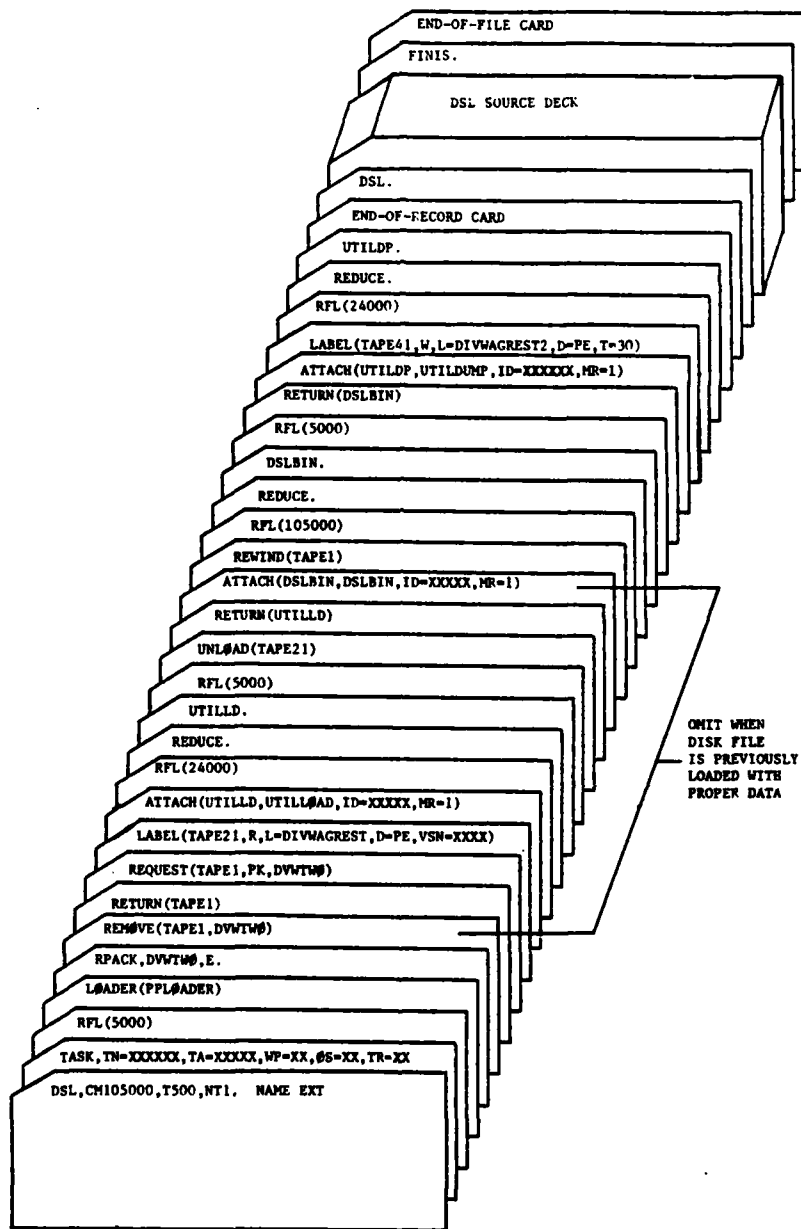 END-OF-FILE CARD
FINIS.
DSL SOURCE DECK
DSL.
END-OF-RECORD CARD
UTILDP.
REDUCE.
RFL(24000)
LABEL(TAPE41,W,L=DIVWAGREST2,D=PE,T=30)
ATTACH(UTILDP,UTILDUMP,ID=XXXXXX,MR=1)
RETURN(DSLBIN)
RFL(5000)
DSLBIN.
REDUCE.
RFL(105000)
REWIND(TAPE1)
ATTACH(DSLBIN,DSLBIN,ID=XXXXX,MR=1)
RETURN(UTILLD)
UNLØAD(TAPE21)
RFL(5000)
UTILLD.
REDUCE.
RFL(24000)
ATTACH(UTILLD,UTILLØAD,ID=XXXXX,MR=1)
LABEL(TAPE21,R,L=DIVWAGREST,D=PE,VSN=XXXX)
REQUEST(TAPE1,PK,DVWTWØ)
RETURN(TAPE1)
REMØVE(TAPE1,DVWTWØ)
RPACK,DVWTWØ,E.
LØADER(PPLØADER)
RFL(5000)
TASK,TN=XXXXXX,TA=XXXXX,WP=XX,ØS=XX,TR=XX
DSL,CM105000,T500,NT1. NAME EXT
OMIT WHEN
DISK FILE
IS PREVIOUSLY
LOADED WITH
PROPER DATA